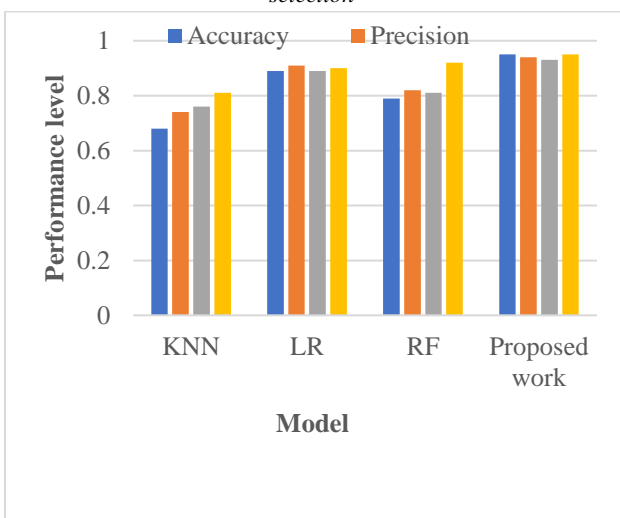 selection
Accuracy Precision
Performance level
1
0.8
0.6
0.4
0.2
0
KNN LR RF Proposed work
Model